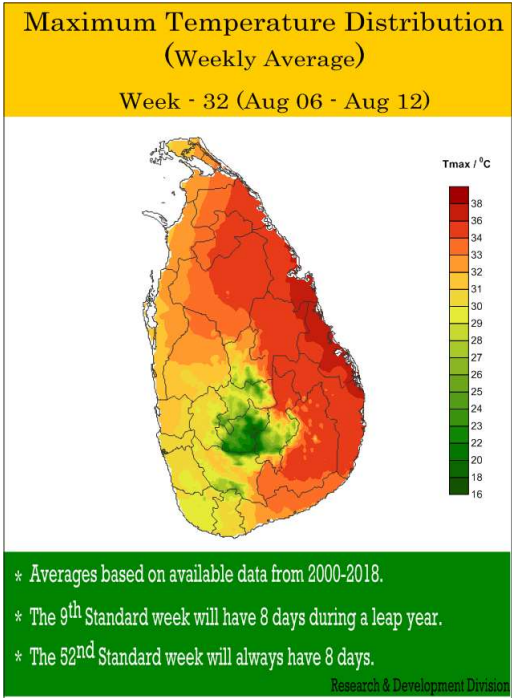 Maximum Temperature Distribution
(Weekly Average)
Week - 32 (Aug 06 - Aug 12)
Tmax / ⁰C
38
36
34
33
32
31
30
29
28
27
26
25
24
23
22
20
18
16
* Averages based on available data from 2000-2018.
* The 9th Standard week will have 8 days during a leap year.
* The 52nd Standard week will always have 8 days.
Research & Development Division